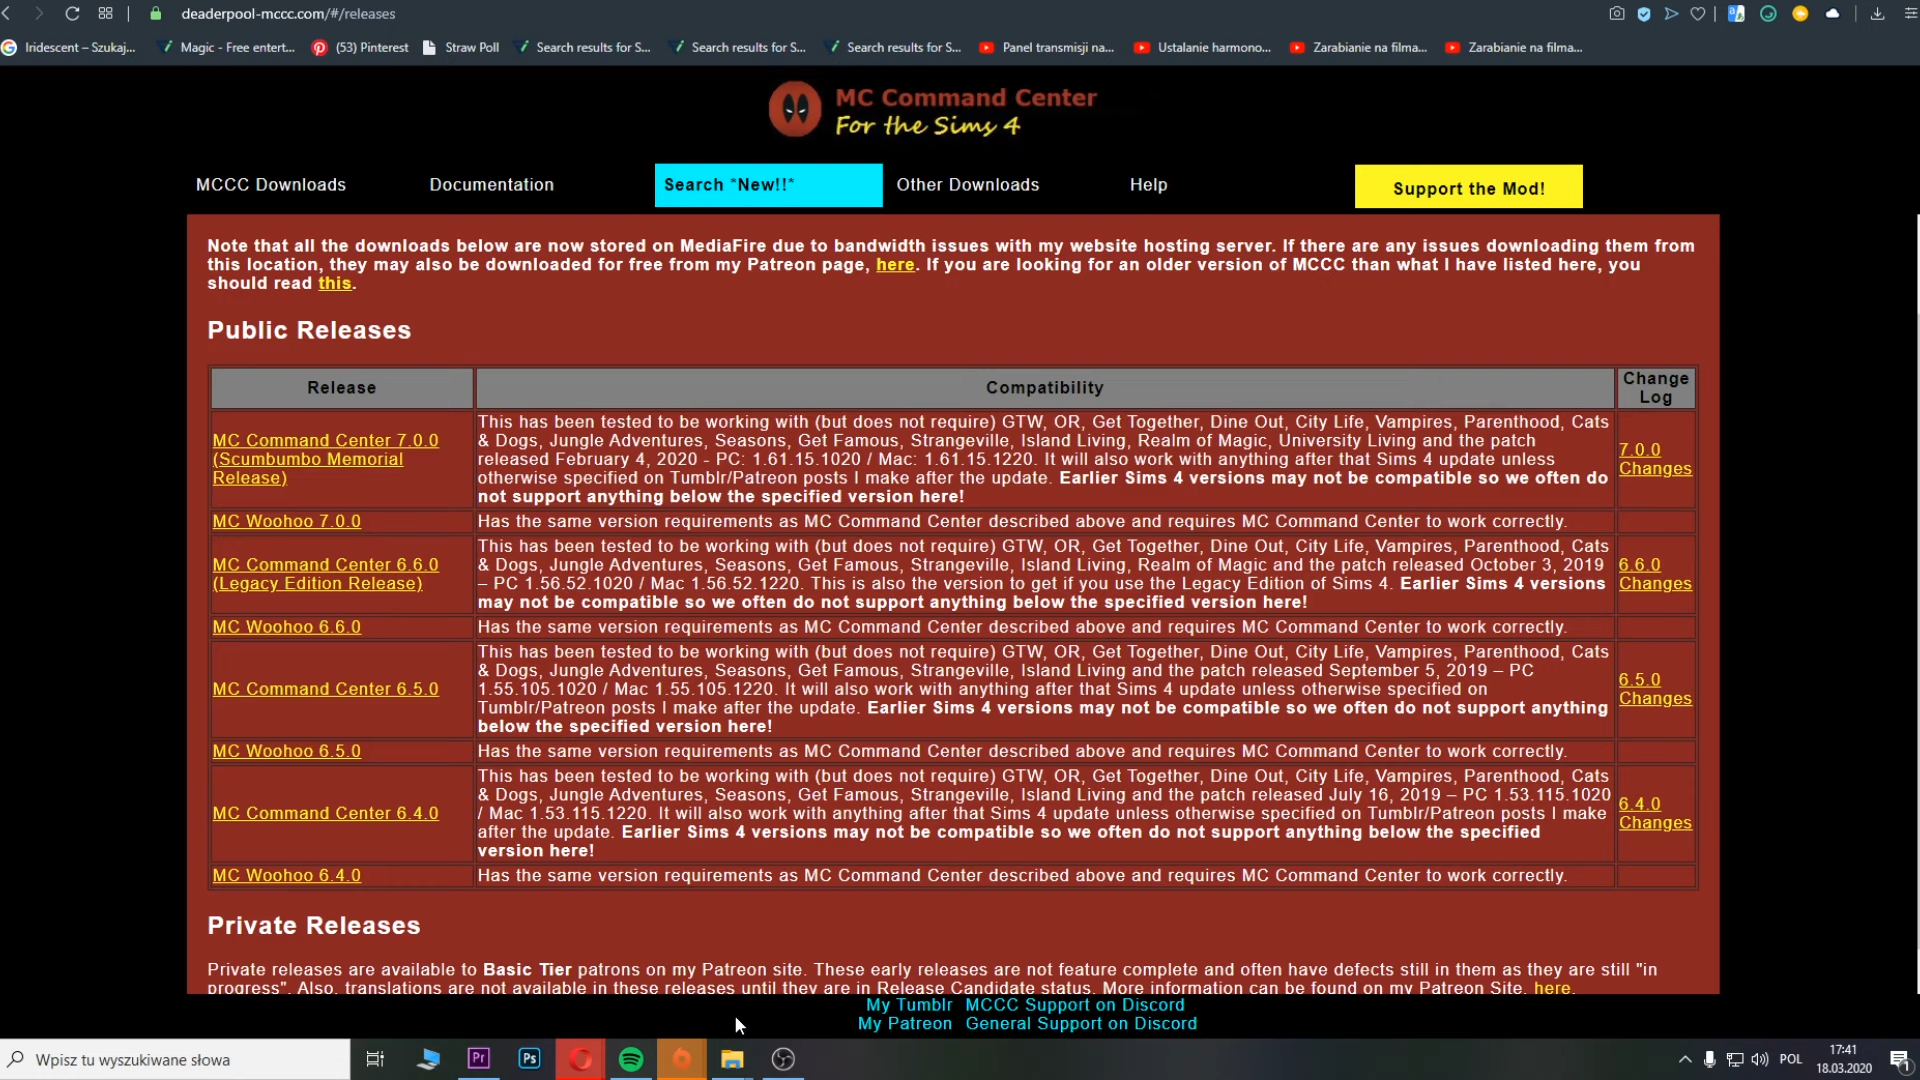 deaderpool-mccc.com/#/releases
Iridescent – Szukaj... Magic - Free entert... (53) Pinterest Straw Poll Search results for S... Search results for S... Search results for S... Panel transmisji na... Ustalanie harmono... Zarabianie na filma... Zarabianie na filma...
MC Command Center
For the Sims 4
MCCC Downloads Documentation Search *New!!* Other Downloads Help Support the Mod!
Note that all the downloads below are now stored on MediaFire due to bandwidth issues with my website hosting server. If there are any issues downloading them from
this location, they may also be downloaded for free from my Patreon page, here. If you are looking for an older version of MCCC than what I have listed here, you
should read this.
Public Releases
Release Compatibility Change
Log
MC Command Center 7.0.0
(Scumbumbo Memorial
Release)
This has been tested to be working with (but does not require) GTW, OR, Get Together, Dine Out, City Life, Vampires, Parenthood, Cats
& Dogs, Jungle Adventures, Seasons, Get Famous, Strangeville, Island Living, Realm of Magic, University Living and the patch
released February 4, 2020 - PC: 1.61.15.1020 / Mac: 1.61.15.1220. It will also work with anything after that Sims 4 update unless
otherwise specified on Tumblr/Patreon posts I make after the update. Earlier Sims 4 versions may not be compatible so we often do
not support anything below the specified version here!
7.0.0
Changes
MC Woohoo 7.0.0 Has the same version requirements as MC Command Center described above and requires MC Command Center to work correctly.
MC Command Center 6.6.0
(Legacy Edition Release)
This has been tested to be working with (but does not require) GTW, OR, Get Together, Dine Out, City Life, Vampires, Parenthood, Cats
& Dogs, Jungle Adventures, Seasons, Get Famous, Strangeville, Island Living, Realm of Magic and the patch released October 3, 2019
– PC 1.56.52.1020 / Mac 1.56.52.1220. This is also the version to get if you use the Legacy Edition of Sims 4. Earlier Sims 4 versions
may not be compatible so we often do not support anything below the specified version here!
6.6.0
Changes
MC Woohoo 6.6.0 Has the same version requirements as MC Command Center described above and requires MC Command Center to work correctly.
MC Command Center 6.5.0
This has been tested to be working with (but does not require) GTW, OR, Get Together, Dine Out, City Life, Vampires, Parenthood, Cats
& Dogs, Jungle Adventures, Seasons, Get Famous, Strangeville, Island Living and the patch released September 5, 2019 – PC
1.55.105.1020 / Mac 1.55.105.1220. It will also work with anything after that Sims 4 update unless otherwise specified on
Tumblr/Patreon posts I make after the update. Earlier Sims 4 versions may not be compatible so we often do not support anything
below the specified version here!
6.5.0
Changes
MC Woohoo 6.5.0 Has the same version requirements as MC Command Center described above and requires MC Command Center to work correctly.
MC Command Center 6.4.0
This has been tested to be working with (but does not require) GTW, OR, Get Together, Dine Out, City Life, Vampires, Parenthood, Cats
& Dogs, Jungle Adventures, Seasons, Get Famous, Strangeville, Island Living and the patch released July 16, 2019 – PC 1.53.115.1020
/ Mac 1.53.115.1220. It will also work with anything after that Sims 4 update unless otherwise specified on Tumblr/Patreon posts I make
after the update. Earlier Sims 4 versions may not be compatible so we often do not support anything below the specified
version here!
6.4.0
Changes
MC Woohoo 6.4.0 Has the same version requirements as MC Command Center described above and requires MC Command Center to work correctly.
Private Releases
Private releases are available to Basic Tier patrons on my Patreon site. These early releases are not feature complete and often have defects still in them as they are still "in
progress". Also, translations are not available in these releases until they are in Release Candidate status. More information can be found on my Patreon Site, here.
My Tumblr MCCC Support on Discord
My Patreon General Support on Discord
Wpisz tu wyszukiwane słowa Pr Ps POL 17:41
18.03.2020 1